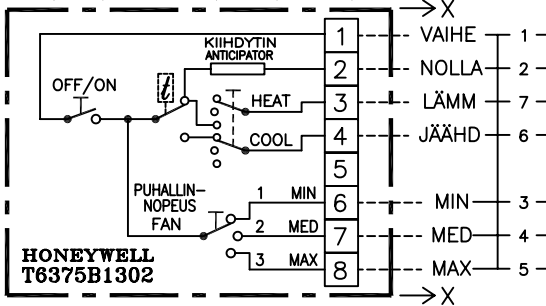 X
1 VAIHE 1
KIIHDYTIN
ANTICIPATOR
2 NOLLA 2
OFF/ON
t
HEAT
3 LÄMM 7
COOL
4 JÄÄHD 6
5
PUHALLIN-
NOPEUS
FAN
1 MIN 6 MIN 3
2 MED 7 MED 4
3 MAX 8 MAX 5
HONEYWELL
T6375B1302
X